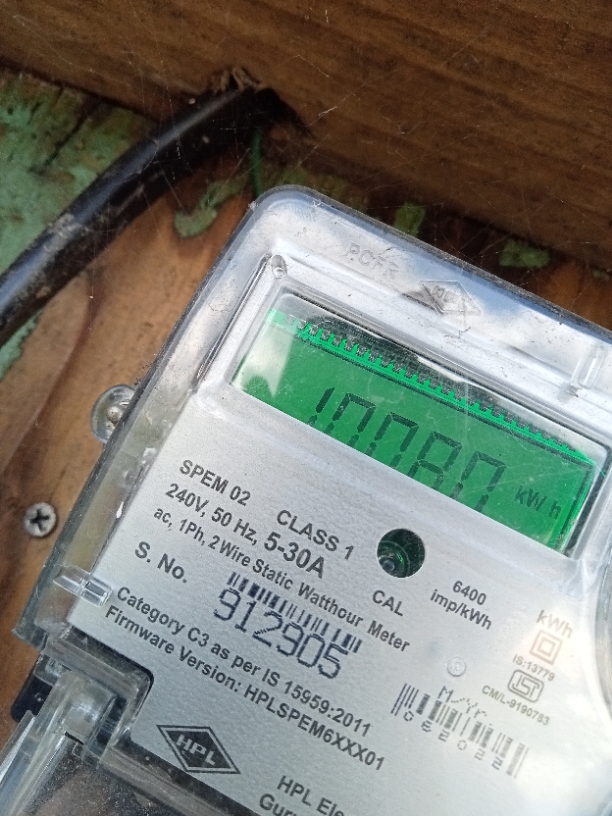 10080 kWh
SPEM 02 CLASS 1
240V, 50 Hz, 5-30A
ac, 1Ph, 2 Wire Static Watthour Meter
CAL
6400
imp/kWh
S. No.
912905
kWh
IS:13779
CM/L-9190783
Category C3 as per IS 15959:2011
Firmware Version: HPLSPEM6XXX01
M/Yr.
HPL
HPL